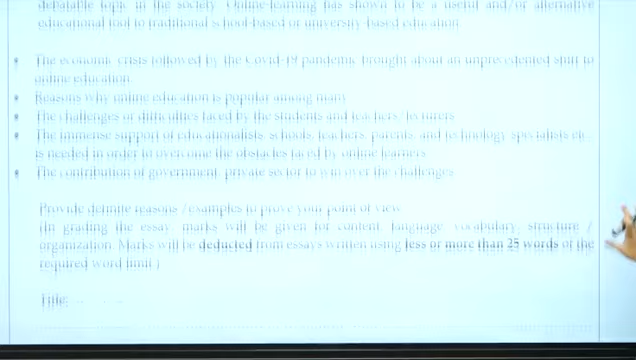 debatable topic in the society. Online learning has shown to be a useful and/or alternative
educational tool to traditional school-based or university-based education.
• The economic crisis followed by the Covid-19 pandemic brought about an unprecedented shift to
online education.
• Reasons why online education is popular among many
• The challenges or difficulties faced by the students and teachers/lecturers
• The immense support of educationalists, schools, teachers, parents, and technology specialists etc.,
is needed in order to overcome the obstacles faced by online learners
• The contribution of government, private sector to win over the challenges
Provide definite reasons /examples to prove your point of view.
(In grading the essay, marks will be given for content, language, vocabulary, structure /
organization. Marks will be deducted from essays written using less or more than 25 words of the
required word limit.)
Title: